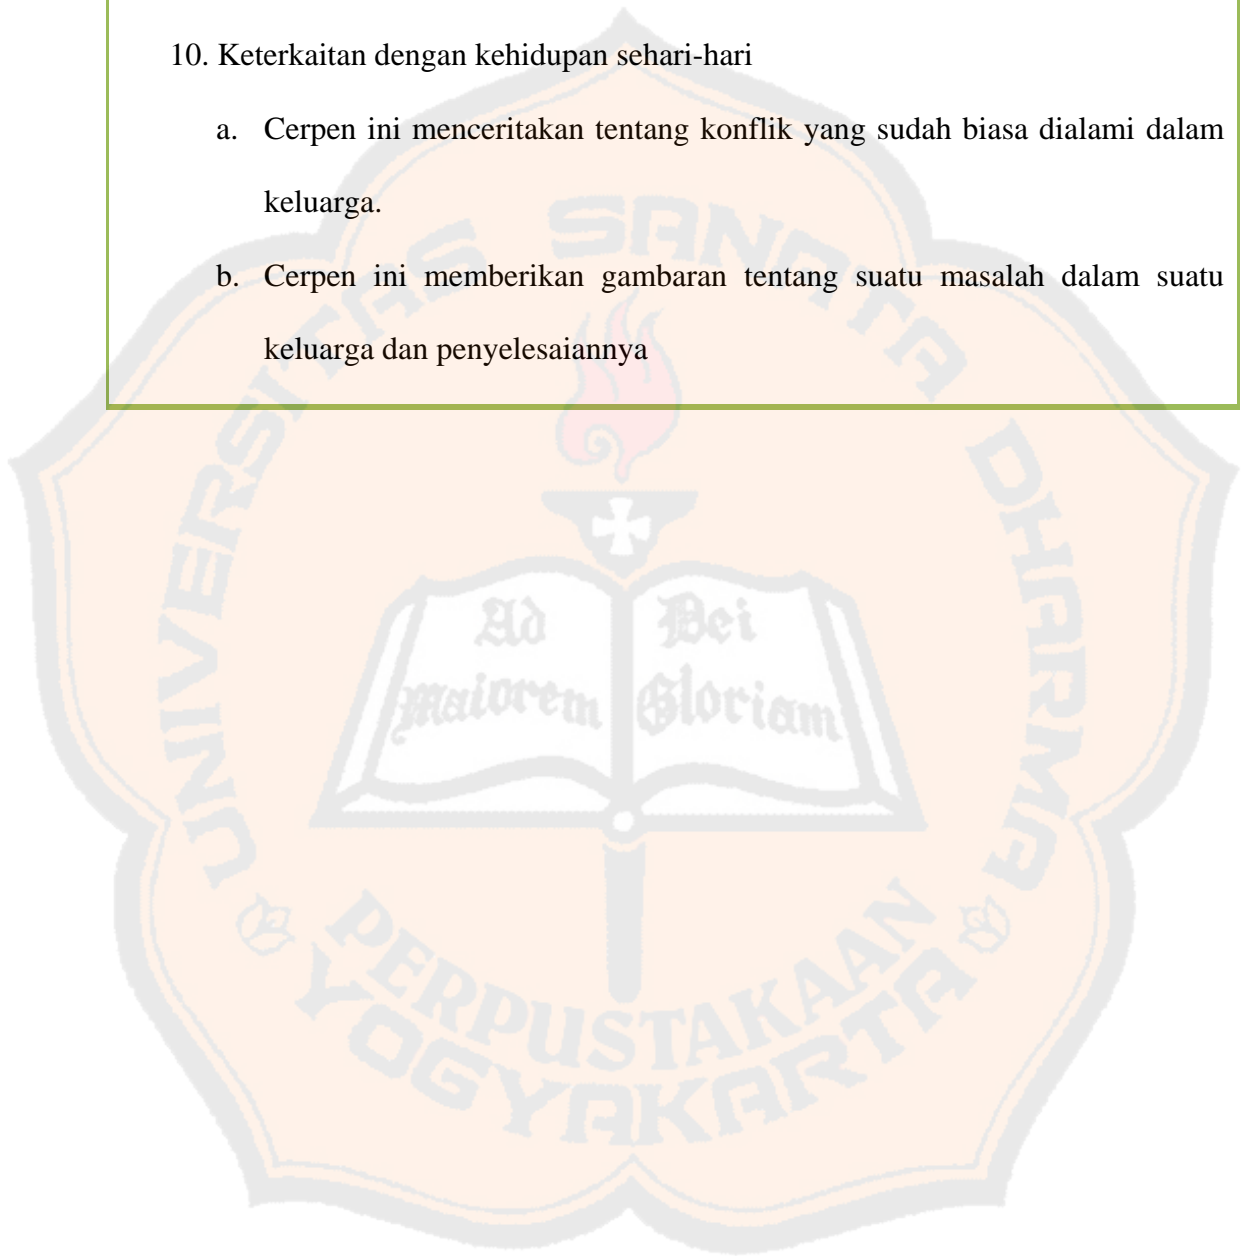 10. Keterkaitan dengan kehidupan sehari-hari
a. Cerpen ini menceritakan tentang konflik yang sudah biasa dialami dalam
keluarga.
b. Cerpen ini memberikan gambaran tentang suatu masalah dalam suatu
keluarga dan penyelesaiannya
UNIVERSITAS SANATA DHARMA
Ad Dei
Maiorem Gloriam
PERPUSTAKAAN
YOGYAKARTA